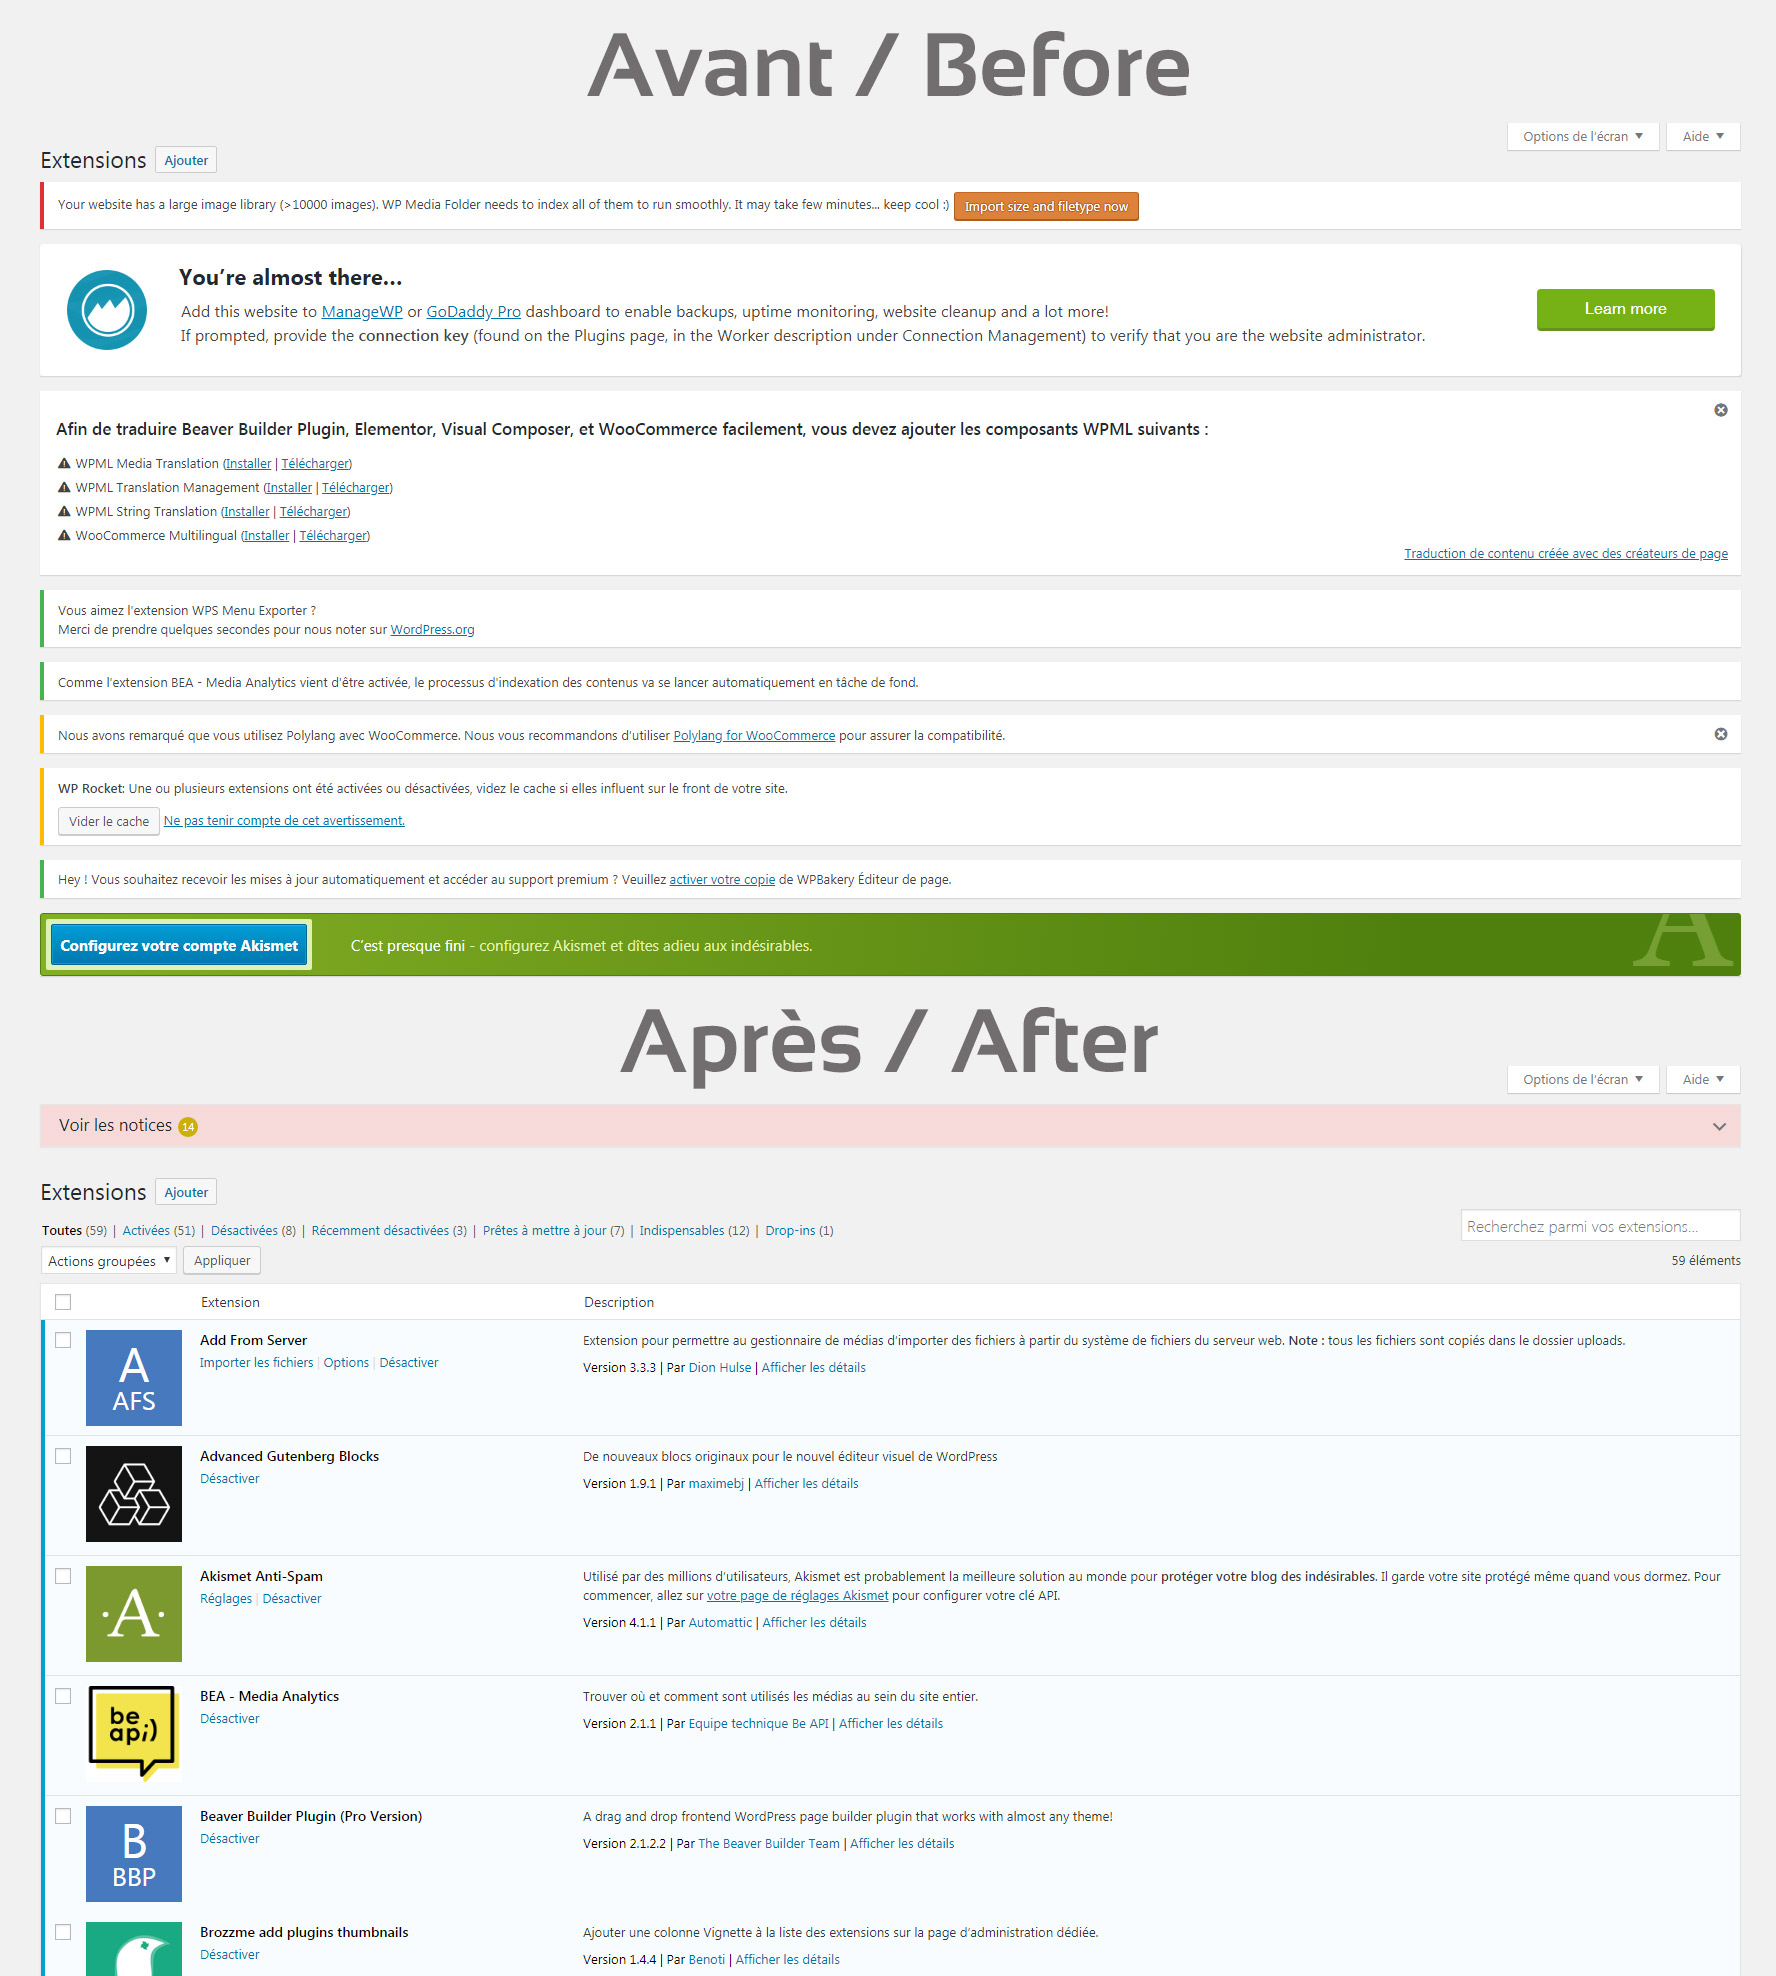 Avant / Before
Options de l'écran
Aide
Extensions Ajouter
Your website has a large image library (>10000 images). WP Media Folder needs to index all of them to run smoothly. It may take few minutes... keep cool :) Import size and filetype now
You're almost there...
Add this website to ManageWP or GoDaddy Pro dashboard to enable backups, uptime monitoring, website cleanup and a lot more!
If prompted, provide the connection key (found on the Plugins page, in the Worker description under Connection Management) to verify that you are the website administrator.
Learn more
Afin de traduire Beaver Builder Plugin, Elementor, Visual Composer, et WooCommerce facilement, vous devez ajouter les composants WPML suivants :
WPML Media Translation (Installer | Télécharger)
WPML Translation Management (Installer | Télécharger)
WPML String Translation (Installer | Télécharger)
WooCommerce Multilingual (Installer | Télécharger)
Traduction de contenu créée avec des créateurs de page
Vous aimez l'extension WPS Menu Exporter ?
Merci de prendre quelques secondes pour nous noter sur WordPress.org
Comme l'extension BEA - Media Analytics vient d'être activée, le processus d'indexation des contenus va se lancer automatiquement en tâche de fond.
Nous avons remarqué que vous utilisez Polylang avec WooCommerce. Nous vous recommandons d'utiliser Polylang for WooCommerce pour assurer la compatibilité.
WP Rocket: Une ou plusieurs extensions ont été activées ou désactivées, videz le cache si elles influent sur le front de votre site.
Vider le cache Ne pas tenir compte de cet avertissement.
Hey ! Vous souhaitez recevoir les mises à jour automatiquement et accéder au support premium ? Veuillez activer votre copie de WPBakery Éditeur de page.
Configurez votre compte Akismet
C'est presque fini - configurez Akismet et dîtes adieu aux indésirables.
A
Après / After
Options de l'écran
Aide
Voir les notices 14
Extensions Ajouter
Toutes (59) | Activées (51) | Désactivées (8) | Récemment désactivées (3) | Prêtes à mettre à jour (7) | Indispensables (12) | Drop-ins (1)
Recherchez parmi vos extensions...
Actions groupées Appliquer
59 éléments
Extension Description
A
AFS
Add From Server
Importer les fichiers | Options | Désactiver
Extension pour permettre au gestionnaire de médias d'importer des fichiers à partir du système de fichiers du serveur web. Note : tous les fichiers sont copiés dans le dossier uploads.
Version 3.3.3 | Par Dion Hulse | Afficher les détails
Advanced Gutenberg Blocks
Désactiver
De nouveaux blocs originaux pour le nouvel éditeur visuel de WordPress
Version 1.9.1 | Par maximebj | Afficher les détails
·A·
Akismet Anti-Spam
Réglages | Désactiver
Utilisé par des millions d'utilisateurs, Akismet est probablement la meilleure solution au monde pour protéger votre blog des indésirables. Il garde votre site protégé même quand vous dormez. Pour
commencer, allez sur votre page de réglages Akismet pour configurer votre clé API.
Version 4.1.1 | Par Automattic | Afficher les détails
be
api)
BEA - Media Analytics
Désactiver
Trouver où et comment sont utilisés les médias au sein du site entier.
Version 2.1.1 | Par Equipe technique Be API | Afficher les détails
B
BBP
Beaver Builder Plugin (Pro Version)
Désactiver
A drag and drop frontend WordPress page builder plugin that works with almost any theme!
Version 2.1.2.2 | Par The Beaver Builder Team | Afficher les détails
Brozzme add plugins thumbnails
Désactiver
Ajouter une colonne Vignette à la liste des extensions sur la page d'administration dédiée.
Version 1.4.4 | Par Benoti | Afficher les détails